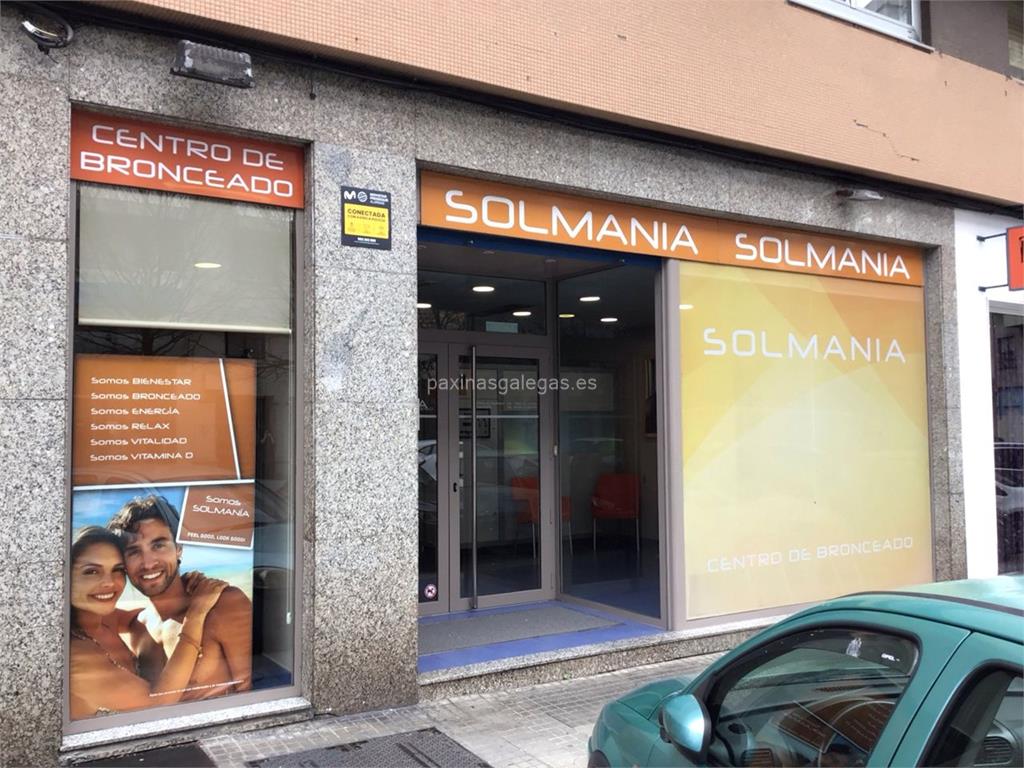 CENTRO DE
BRONCEADO
Somos BIENESTAR
Somos BRONCEADO
Somos ENERGÍA
Somos RELAX
Somos VITALIDAD
Somos VITAMINA D
Somos
SOLMANÍA
FEEL GOOD, LOOK GOOD!
CONECTADA
SOLMANIA SOLMANIA
SOLMANIA
CENTRO DE BRONCEADO
paxinasgalegas.es